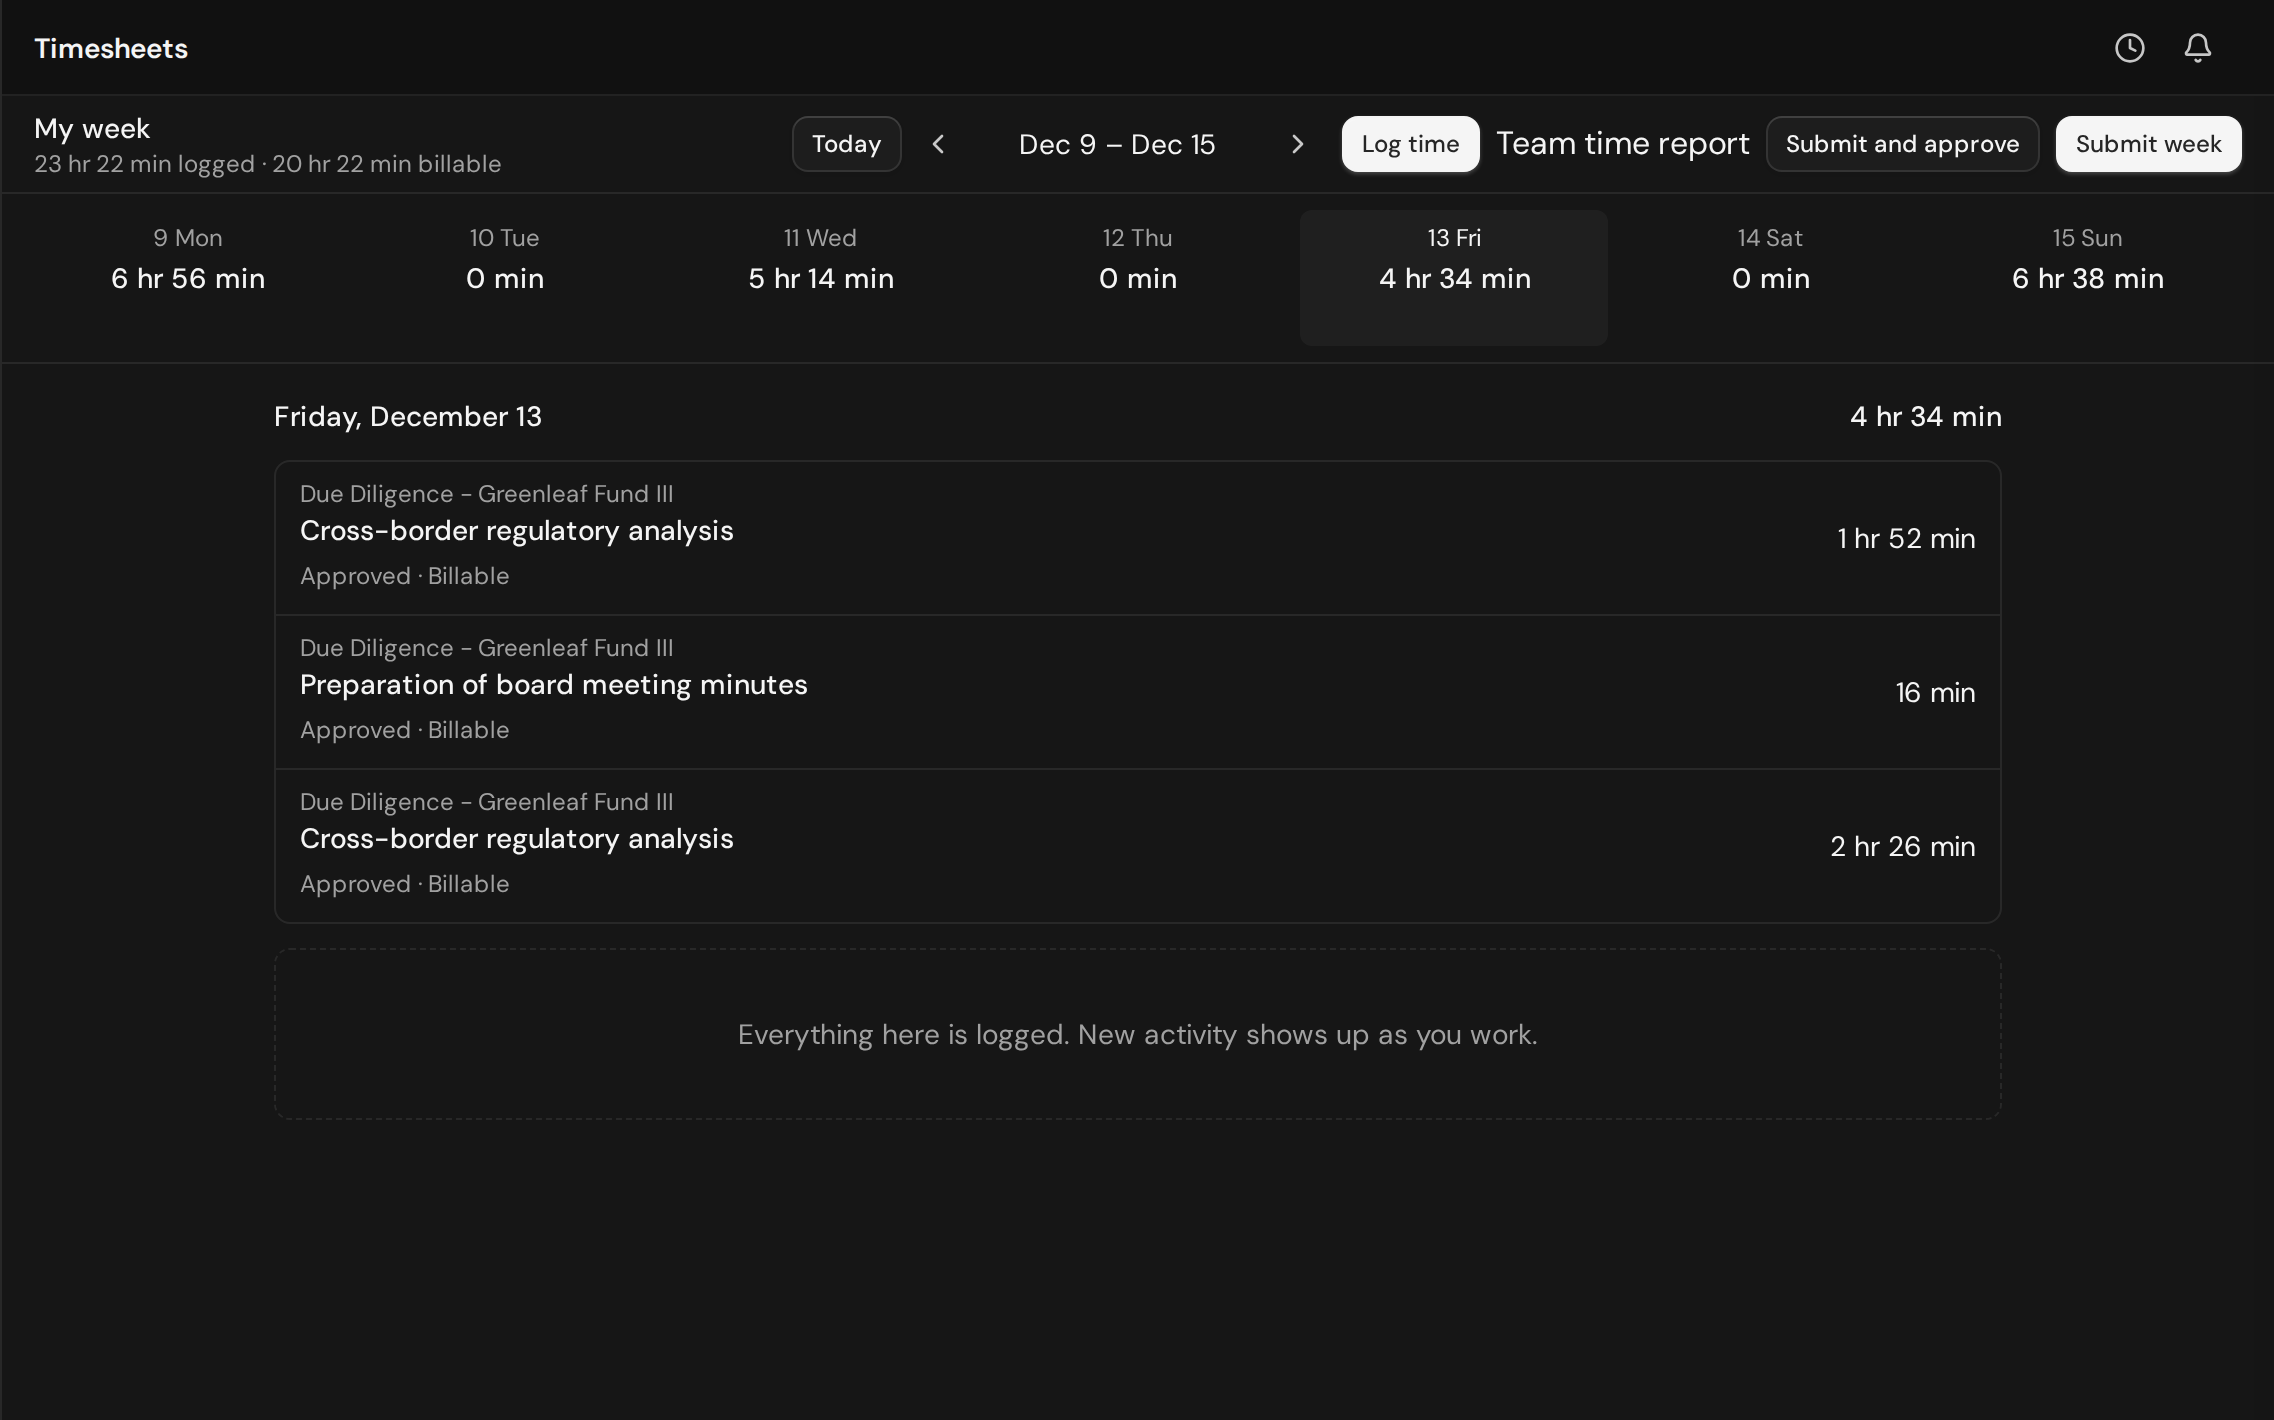 Timesheets
My week
23 hr 22 min logged · 20 hr 22 min billable
Today
Dec 9 – Dec 15
Log time
Team time report
Submit and approve
Submit week
9 Mon
6 hr 56 min
10 Tue
0 min
11 Wed
5 hr 14 min
12 Thu
0 min
13 Fri
4 hr 34 min
14 Sat
0 min
15 Sun
6 hr 38 min
Friday, December 13
4 hr 34 min
Due Diligence - Greenleaf Fund III
Cross-border regulatory analysis
Approved · Billable
1 hr 52 min
Due Diligence - Greenleaf Fund III
Preparation of board meeting minutes
Approved · Billable
16 min
Due Diligence - Greenleaf Fund III
Cross-border regulatory analysis
Approved · Billable
2 hr 26 min
Everything here is logged. New activity shows up as you work.